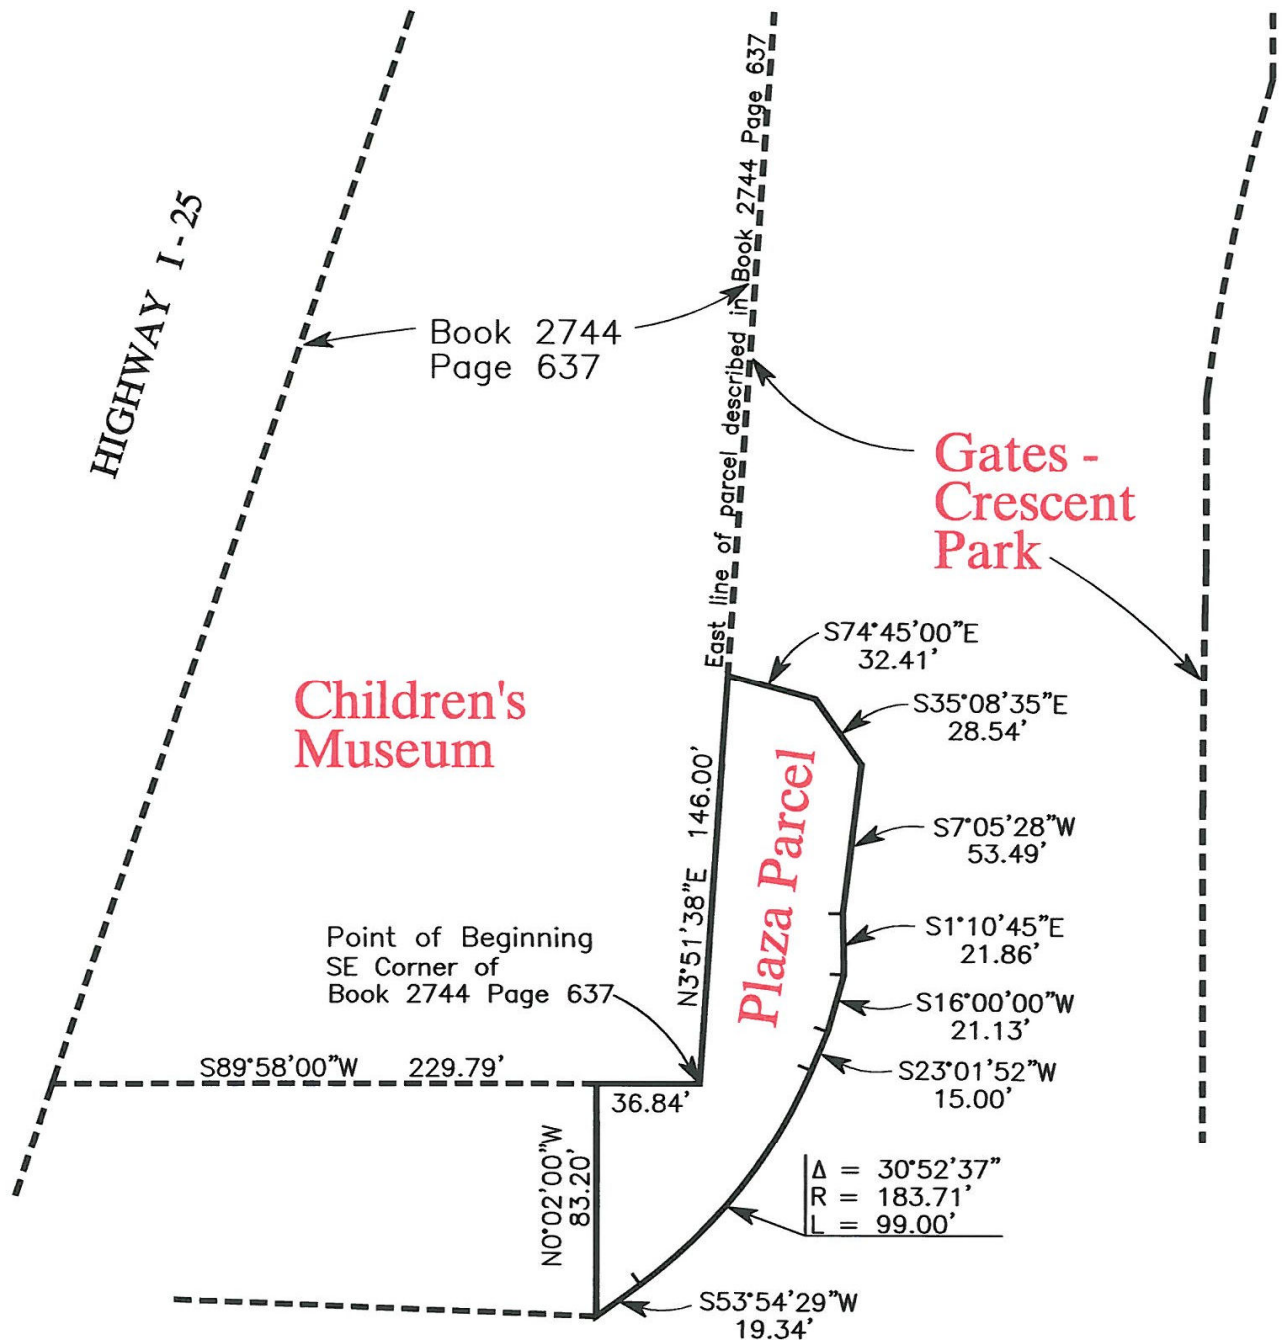 East line of parcel described in Book 2744 Page 637
HIGHWAY I - 25
Book 2744
Page 637
Gates -
Crescent
Park
S74°45'00"E
32.41'
Children's
Museum
S35°08'35"E
28.54'
N3°51'38"E 146.00'
Plaza Parcel
S7°05'28"W
53.49'
Point of Beginning
SE Corner of
Book 2744 Page 637
S1°10'45"E
21.86'
S16°00'00"W
21.13'
S89°58'00"W 229.79'
S23°01'52"W
15.00'
36.84'
N0°02'00"W
83.20'
Δ = 30°52'37"
R = 183.71'
L = 99.00'
S53°54'29"W
19.34'